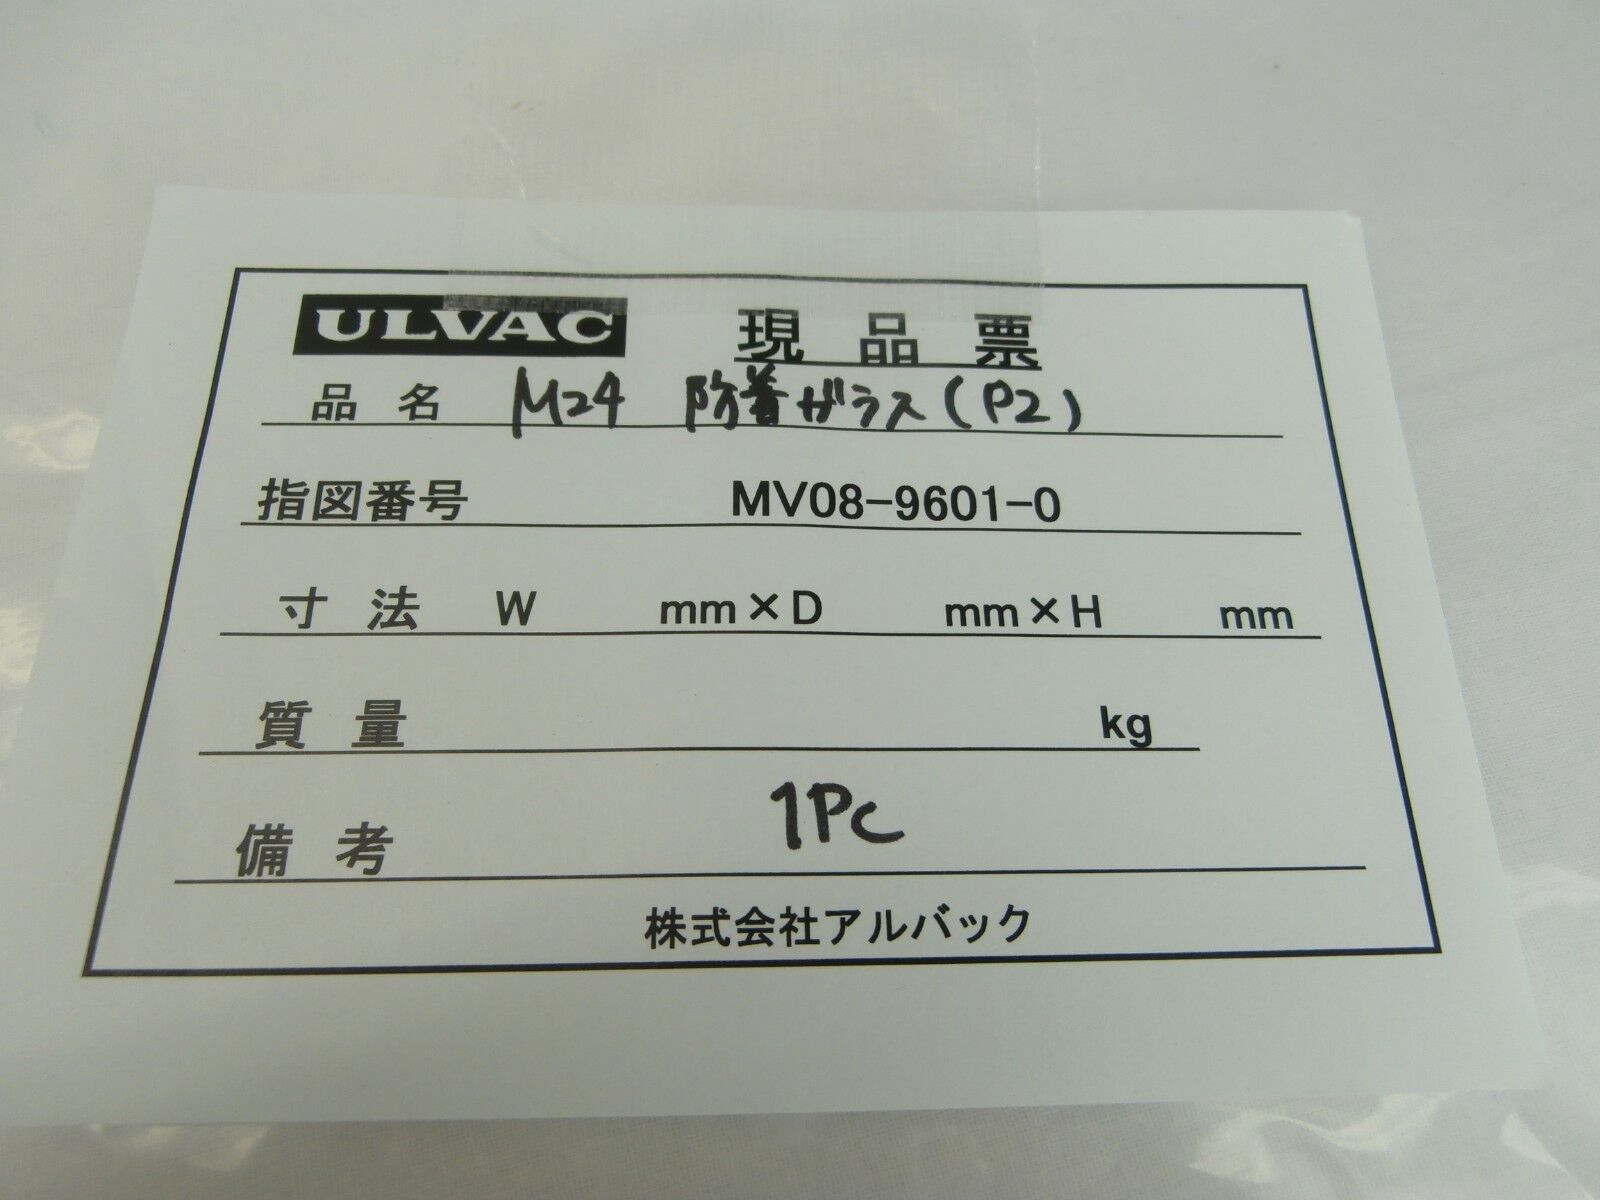 ULVAC 現品票
品名 M24 防着ガラス(P2)
指図番号 MV08-9601-0
寸法 W mm×D mm×H mm
質量 kg
備考 1Pc
株式会社アルバック